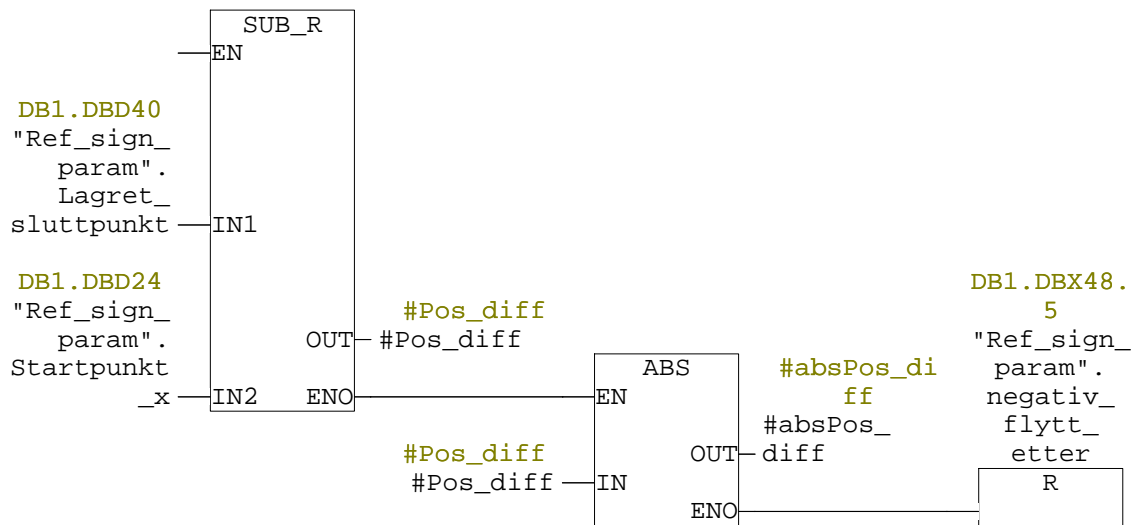 SUB_R
EN
DB1.DBD40
"Ref_sign_
param".
Lagret_
sluttpunkt
IN1
DB1.DBD24
"Ref_sign_
param".
Startpunkt
_x
IN2
#Pos_diff
OUT
#Pos_diff
ENO
ABS
EN
#Pos_diff
#Pos_diff
IN
#absPos_di
ff
#absPos_
diff
OUT
ENO
DB1.DBX48.
5
"Ref_sign_
param".
negativ_
flytt_
etter
R